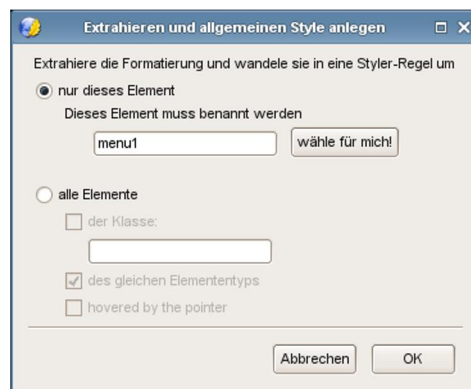 Extrahieren und allgemeinen Style anlegen
Extrahiere die Formatierung und wandele sie in eine Styler-Regel um
nur dieses Element
Dieses Element muss benannt werden
menu1 wähle für mich!
alle Elemente
der Klasse:
des gleichen Elemententyps
hovered by the pointer
Abbrechen OK